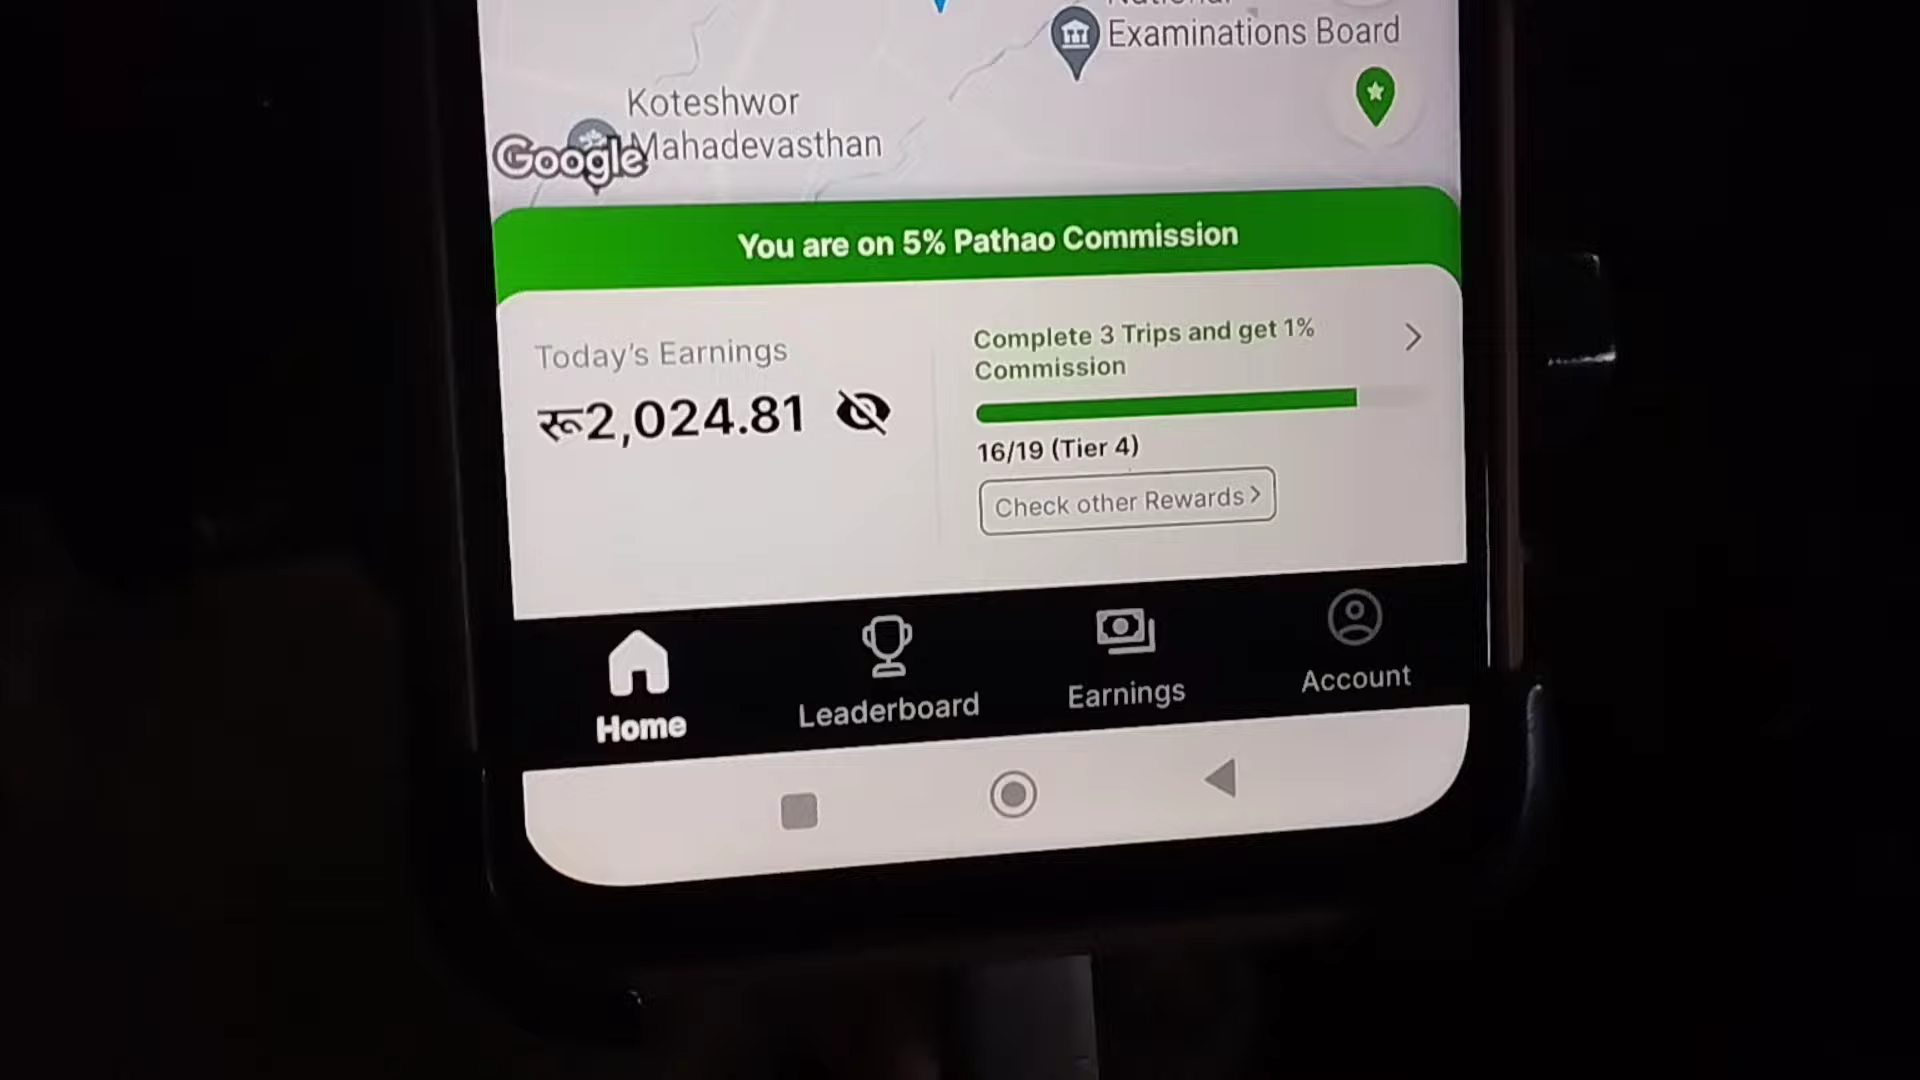 Examinations Board
Koteshwor
Mahadevasthan
Google
You are on 5% Pathao Commission
Today's Earnings
रू2,024.81
Complete 3 Trips and get 1%
Commission
16/19 (Tier 4)
Check other Rewards
Home
Leaderboard
Earnings
Account